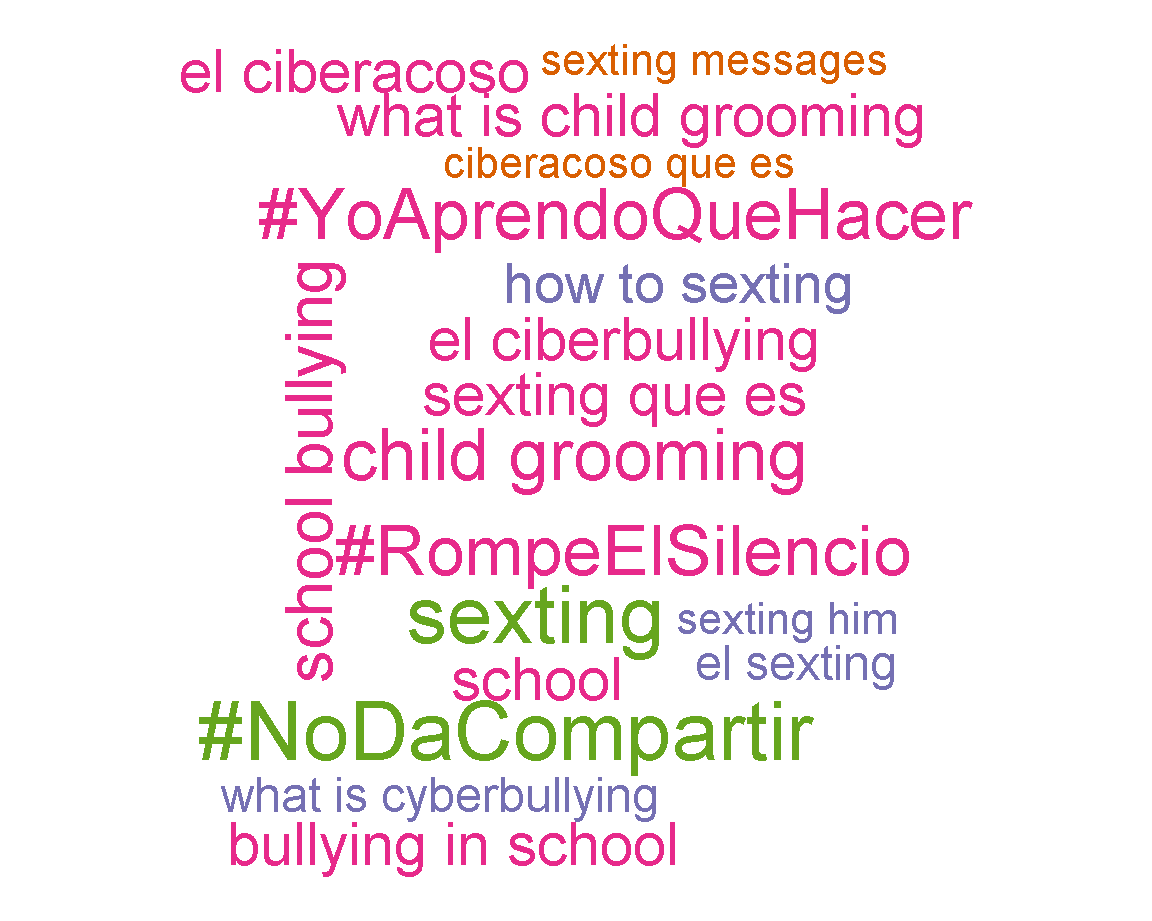 el ciberacoso
sexting messages
what is child grooming
ciberacoso que es
#YoAprendoQueHacer
how to sexting
school bullying
el ciberbullying
sexting que es
child grooming
#RompeElSilencio
sexting
sexting him
el sexting
school
#NoDaCompartir
what is cyberbullying
bullying in school